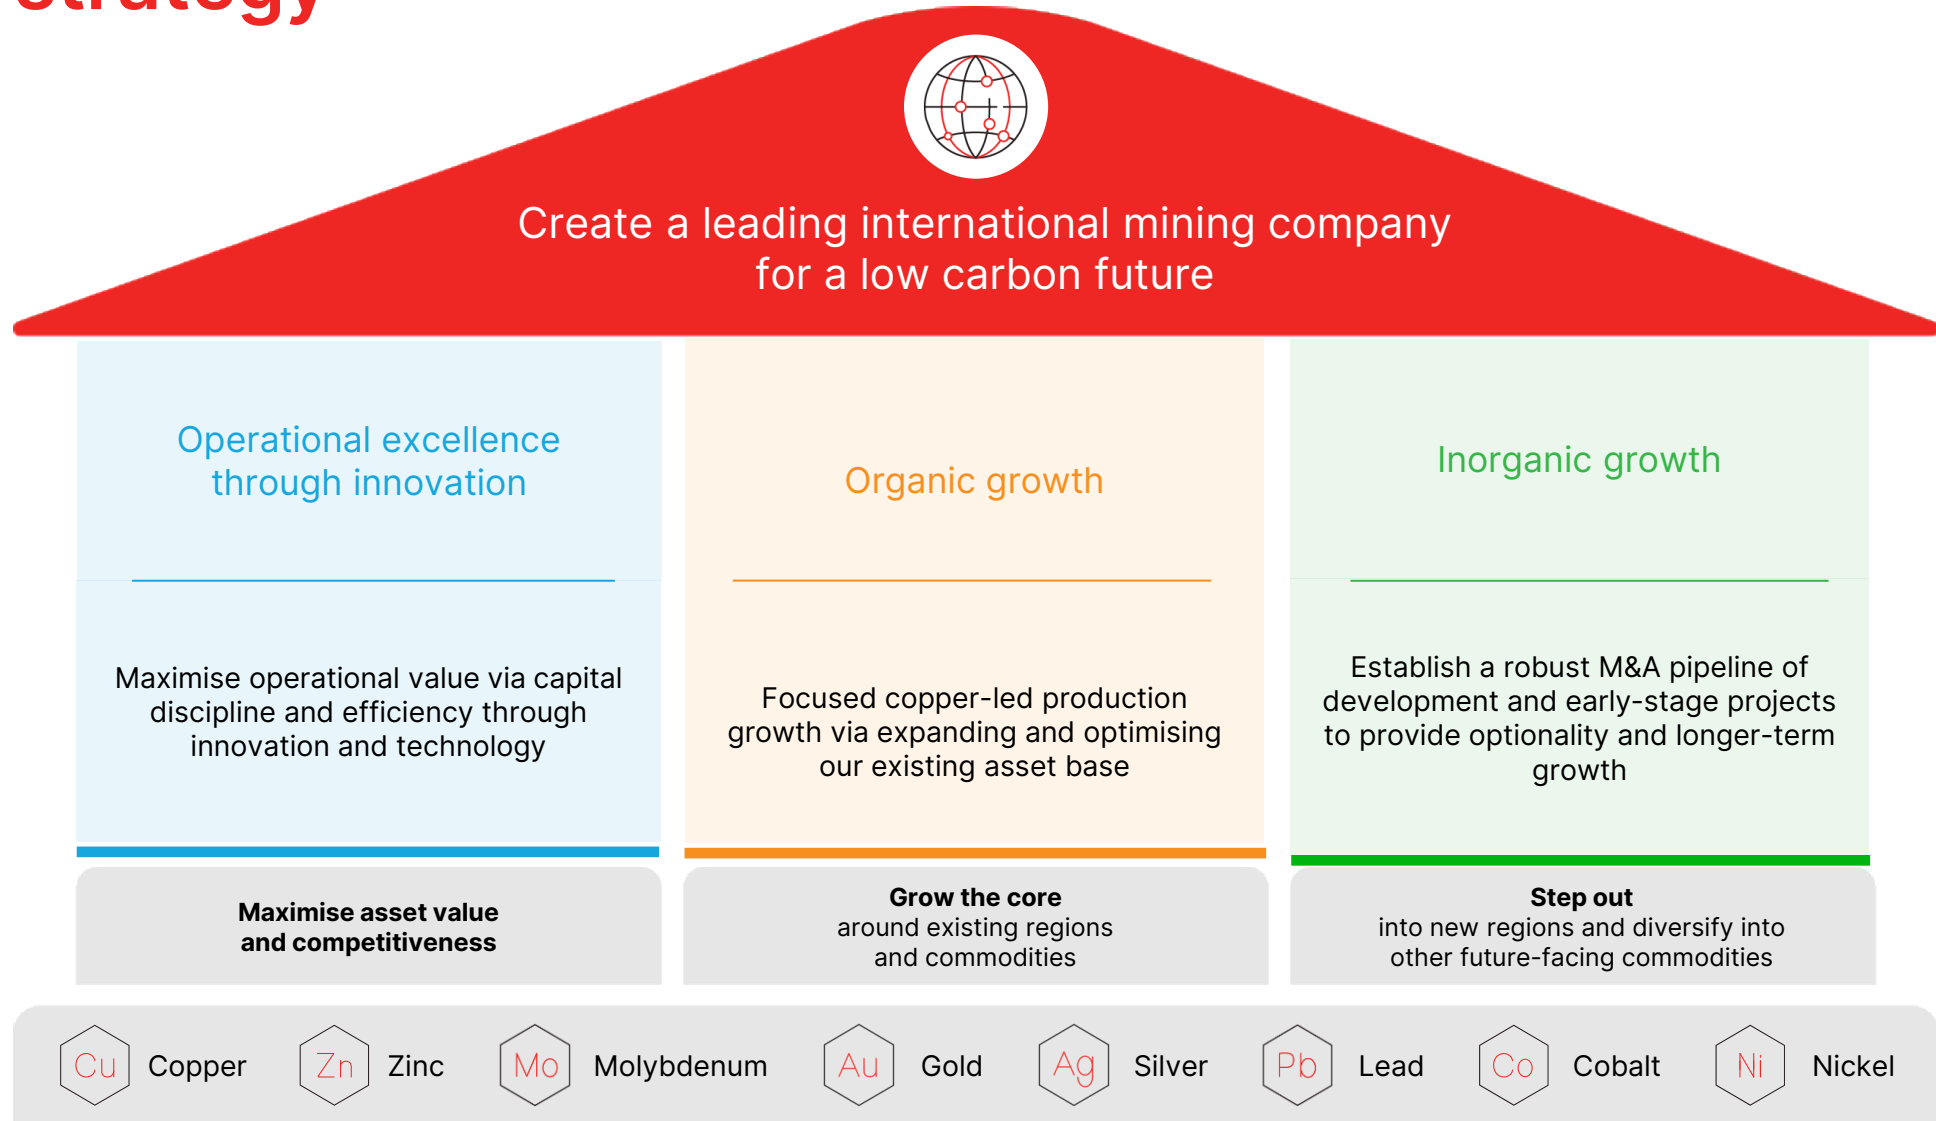 strategy
Create a leading international mining company
for a low carbon future
Operational excellence
through innovation
Maximise operational value via capital
discipline and efficiency through
innovation and technology
Maximise asset value
and competitiveness
Organic growth
Focused copper-led production
growth via expanding and optimising
our existing asset base
Grow the core
around existing regions
and commodities
Inorganic growth
Establish a robust M&A pipeline of
development and early-stage projects
to provide optionality and longer-term
growth
Step out
into new regions and diversify into
other future-facing commodities
Cu Copper Zn Zinc Mo Molybdenum Au Gold Ag Silver Pb Lead Co Cobalt Ni Nickel